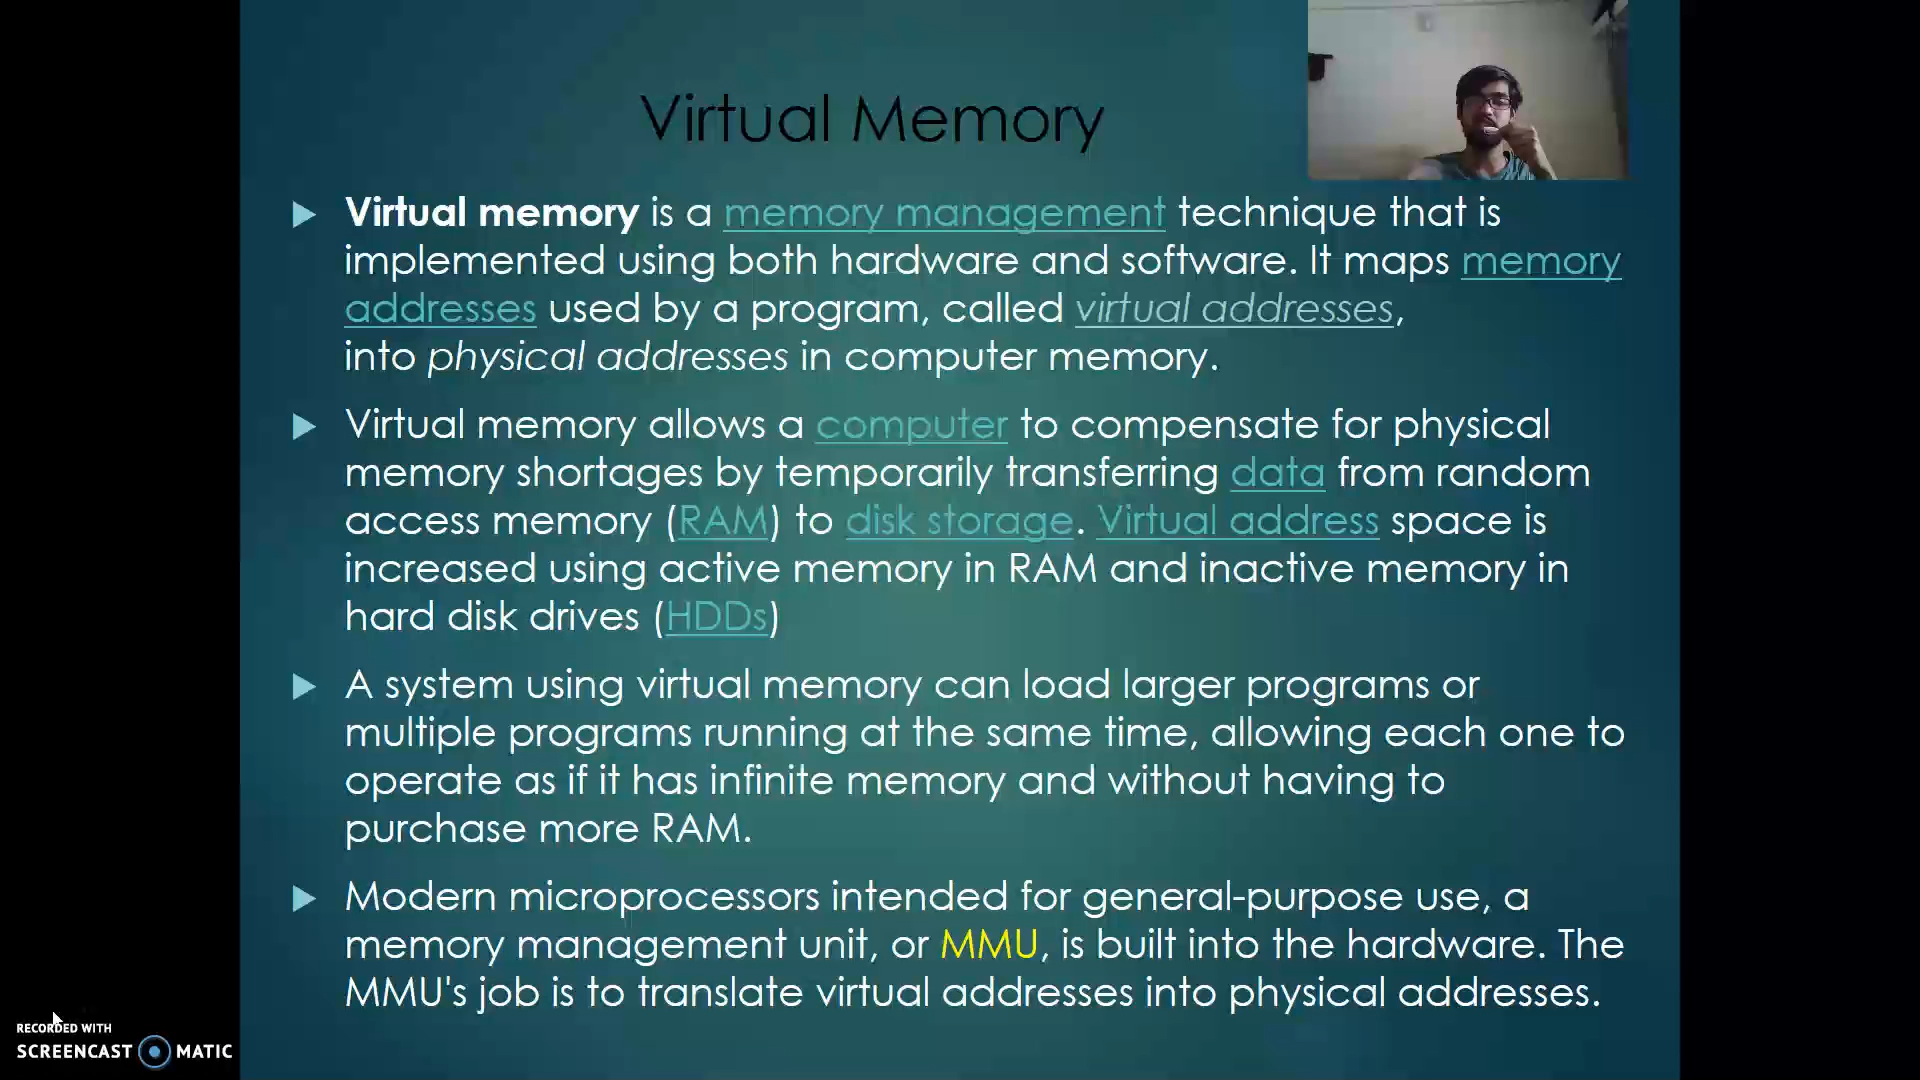 Virtual Memory
Virtual memory is a memory management technique that is
implemented using both hardware and software. It maps memory
addresses used by a program, called virtual addresses,
into physical addresses in computer memory.
Virtual memory allows a computer to compensate for physical
memory shortages by temporarily transferring data from random
access memory (RAM) to disk storage. Virtual address space is
increased using active memory in RAM and inactive memory in
hard disk drives (HDDs)
A system using virtual memory can load larger programs or
multiple programs running at the same time, allowing each one to
operate as if it has infinite memory and without having to
purchase more RAM.
Modern microprocessors intended for general-purpose use, a
memory management unit, or MMU, is built into the hardware. The
MMU's job is to translate virtual addresses into physical addresses.
RECORDED WITH
SCREENCAST MATIC